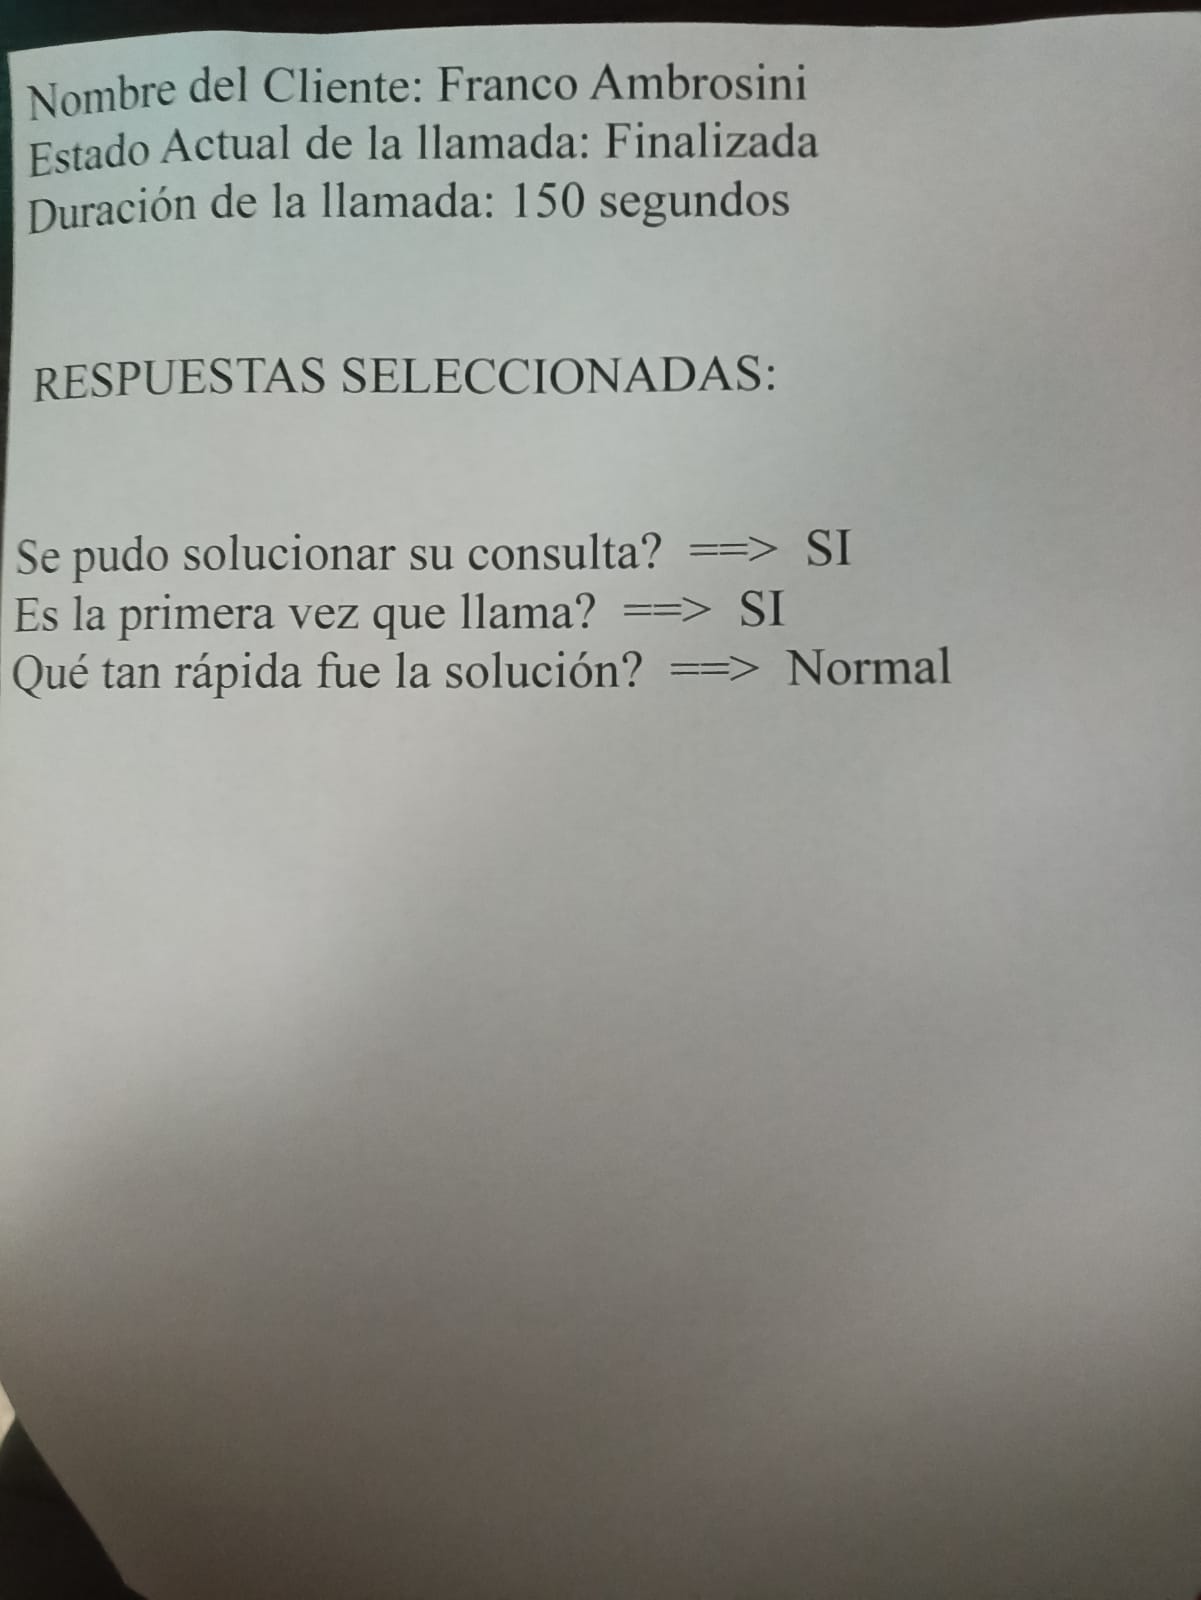 Nombre del Cliente: Franco Ambrosini
Estado Actual de la llamada: Finalizada
Duración de la llamada: 150 segundos
RESPUESTAS SELECCIONADAS:
Se pudo solucionar su consulta? ==> SI
Es la primera vez que llama? ==> SI
Qué tan rápida fue la solución? ==> Normal